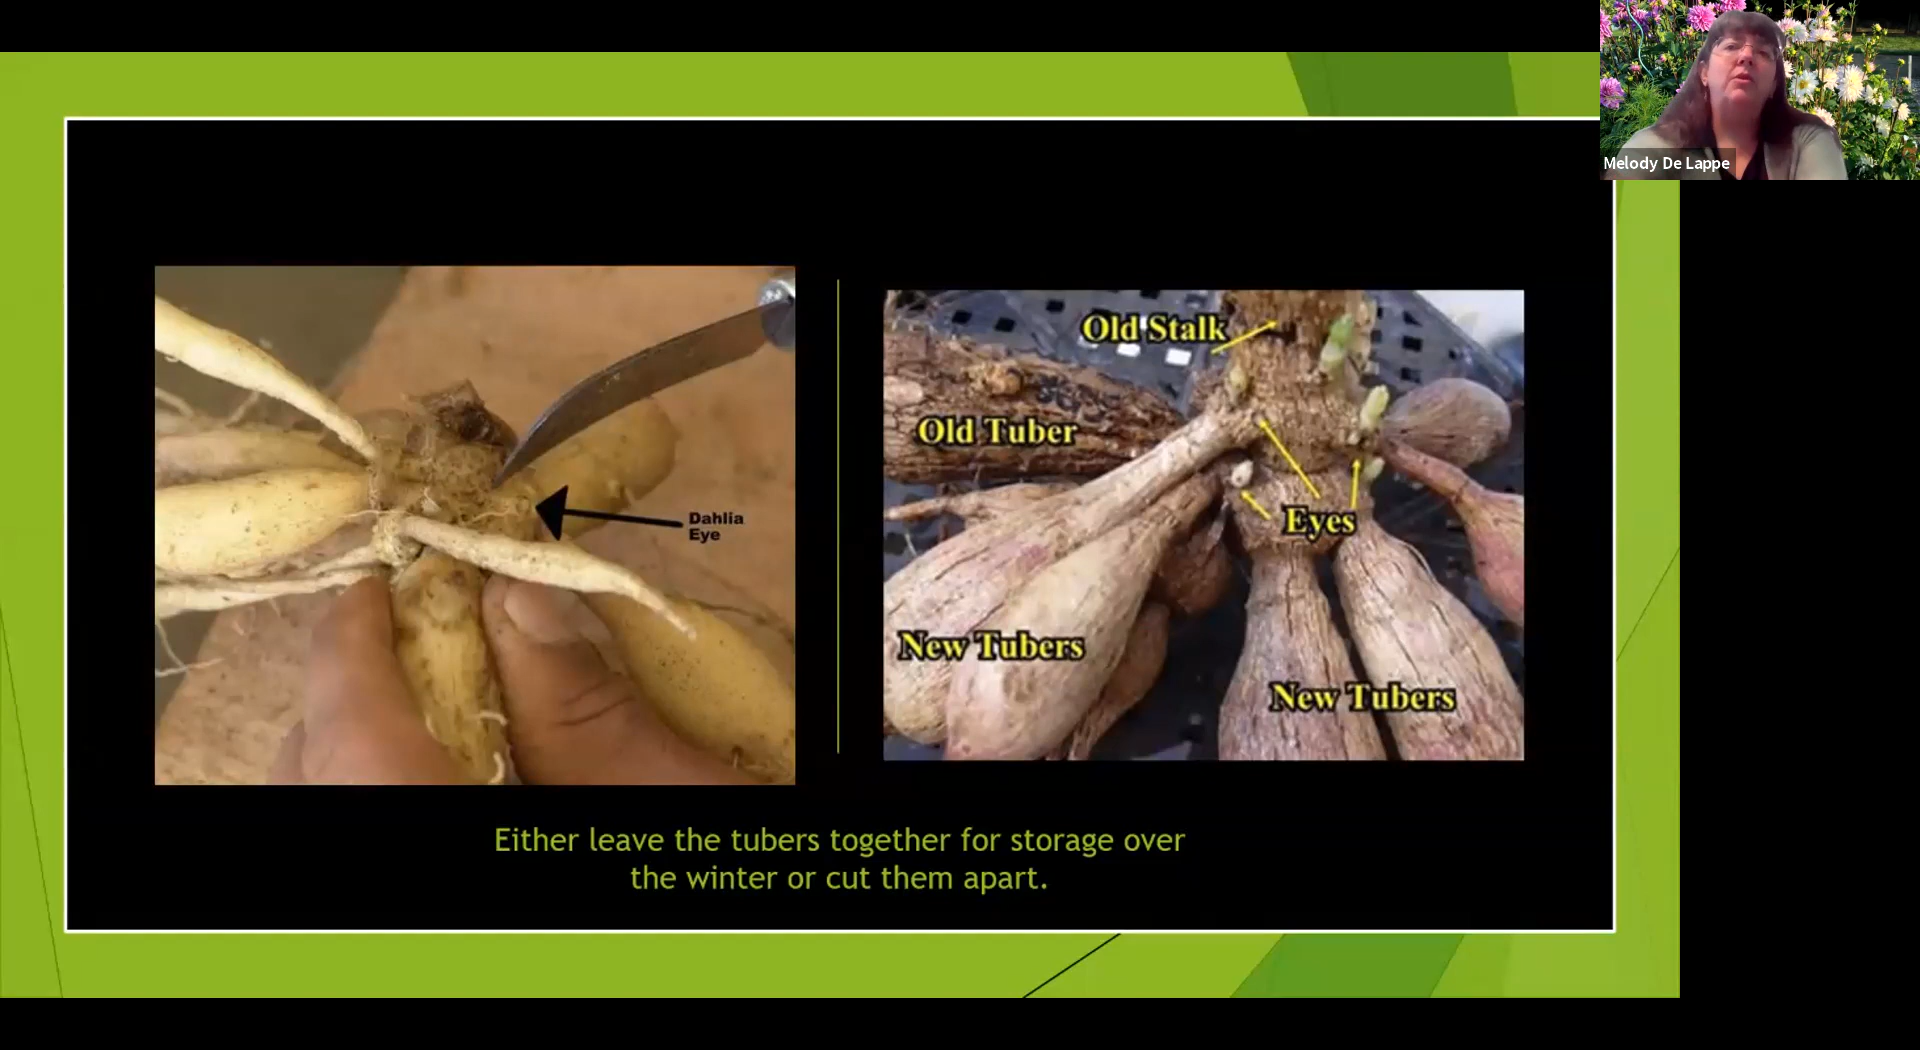 Melody De Lappe
Dahlia
Eye
Old Stalk
Old Tuber
Eyes
New Tubers
New Tubers
Either leave the tubers together for storage over
the winter or cut them apart.